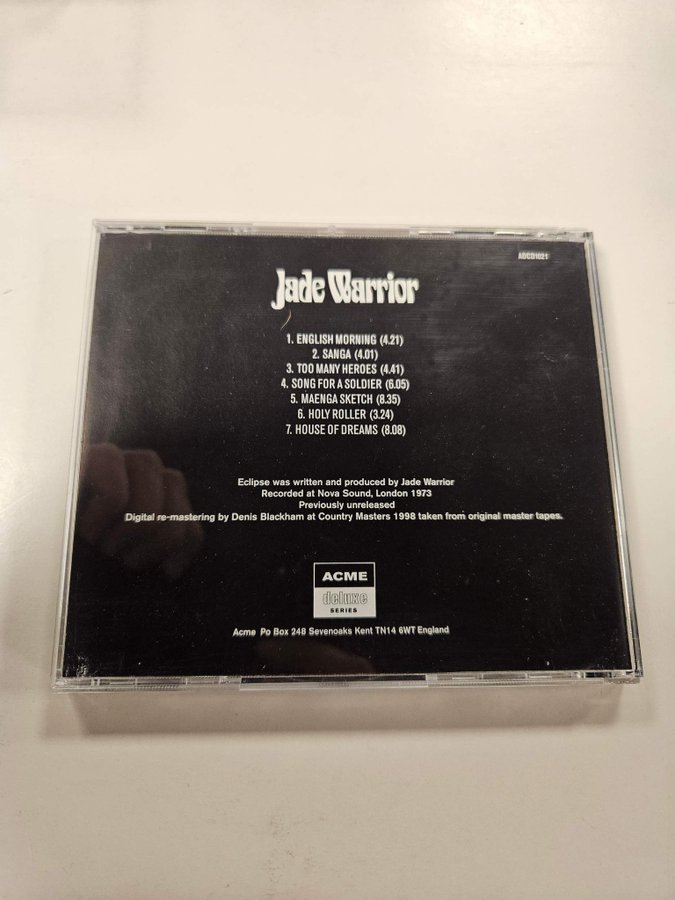 ADCD1021
Jade Warrior
1. ENGLISH MORNING (4.21)
2. SANGA (4.01)
3. TOO MANY HEROES (4.41)
4. SONG FOR A SOLDIER (6.05)
5. MAENGA SKETCH (8.35)
6. HOLY ROLLER (3.24)
7. HOUSE OF DREAMS (8.08)
Eclipse was written and produced by Jade Warrior
Recorded at Nova Sound, London 1973
Previously unreleased
Digital re-mastering by Denis Blackham at Country Masters 1998 taken from original master tapes.
ACME
deluxe
SERIES
Acme Po Box 248 Sevenoaks Kent TN14 6WT England